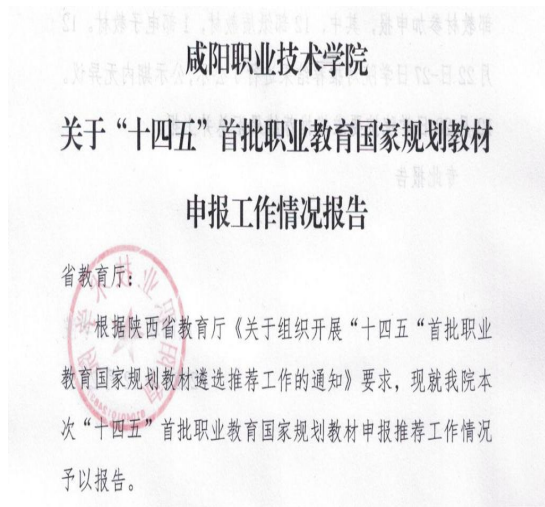 咸阳职业技术学院
关于“十四五”首批职业教育国家规划教材
申报工作情况报告
省教育厅：
根据陕西省教育厅《关于组织开展“十四五“首批职业
教育国家规划教材遴选推荐工作的通知》要求，现就我院本
次“十四五”首批职业教育国家规划教材申报推荐工作情况
予以报告。